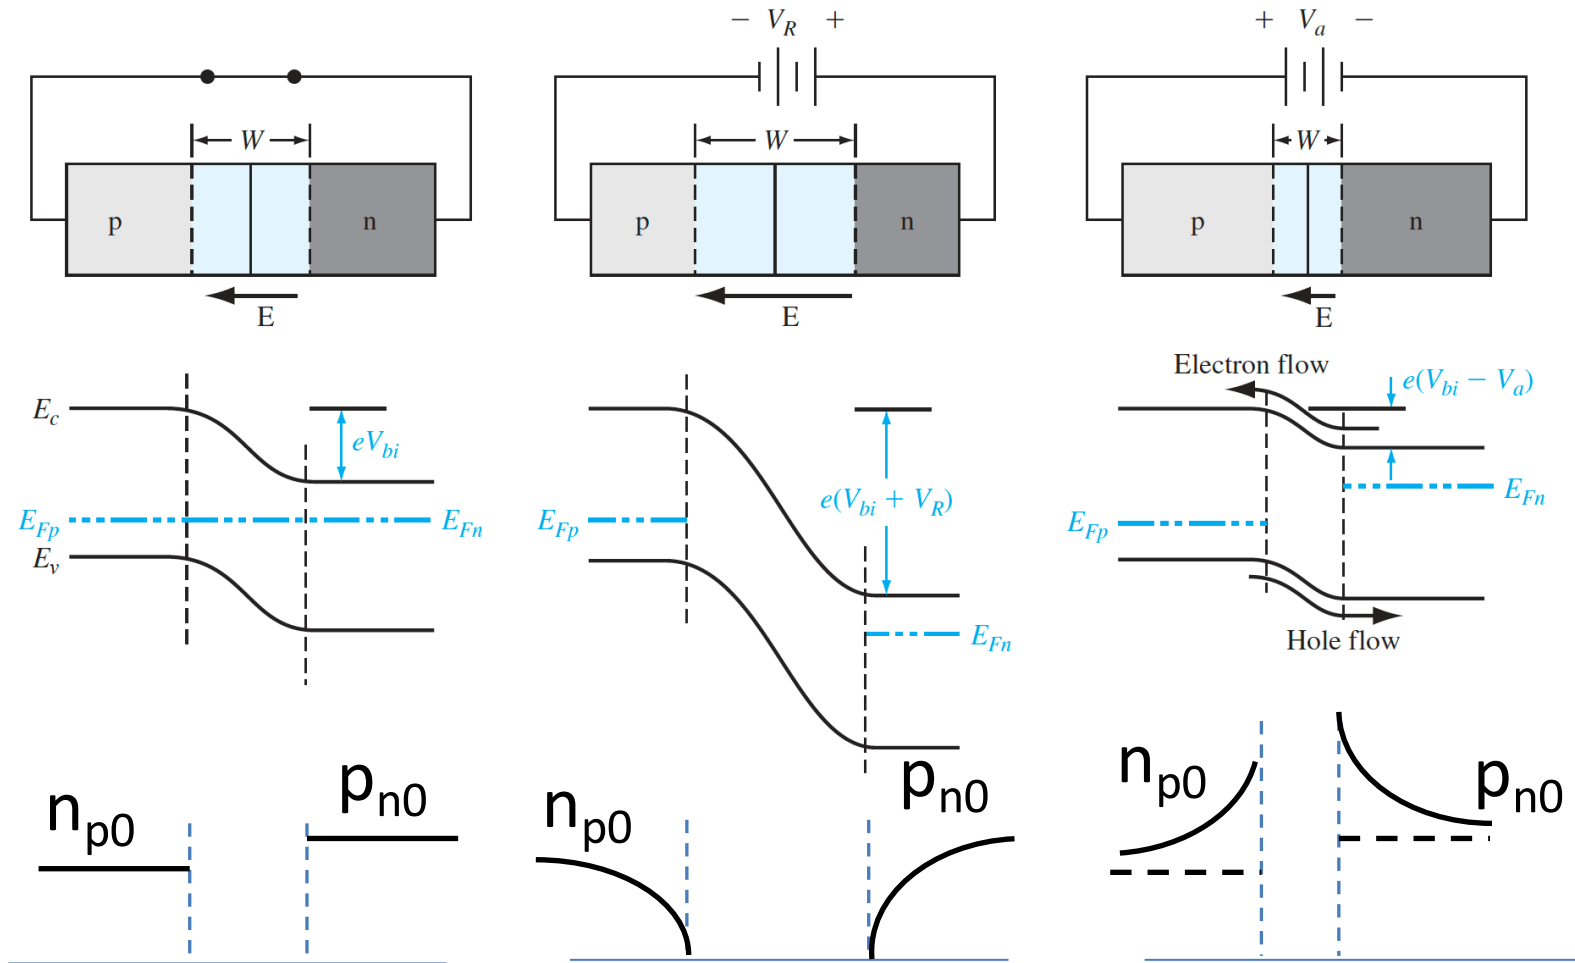 − V_R +
+ V_a −
W
W
W
p
n
p
n
p
n
E
E
E
Electron flow
e(V_bi − V_a)
E_c
eV_bi
e(V_bi + V_R)
E_Fn
E_Fp
E_Fn
E_Fp
E_Fp
E_v
E_Fn
Hole flow
n_p0
p_n0
n_p0
p_n0
n_p0
p_n0